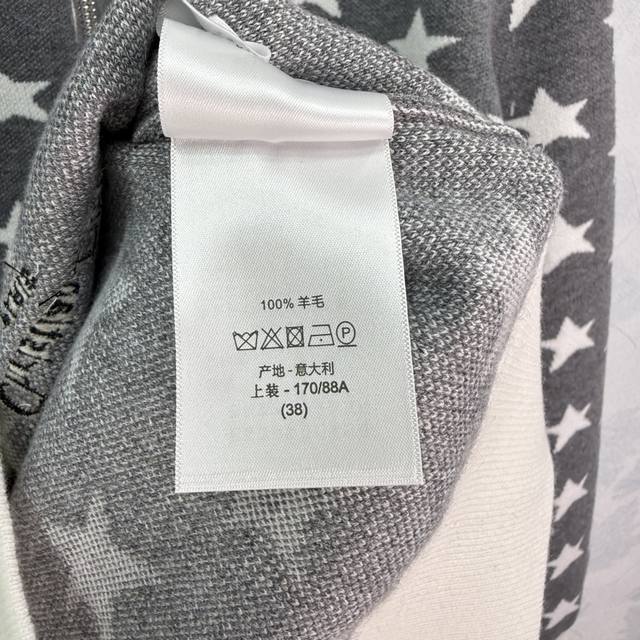 100% 羊毛
产地 - 意大利
上装 - 170/88A
(38)